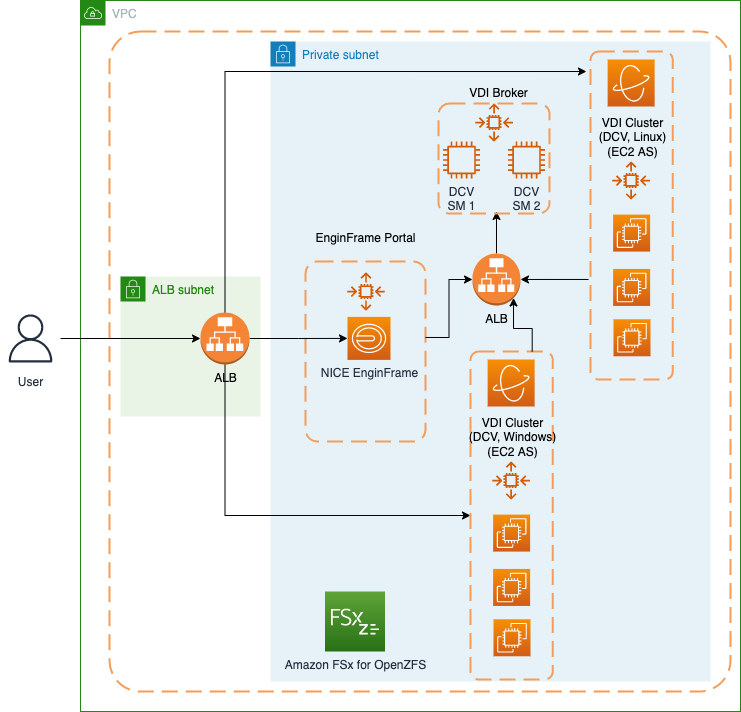 VPC
Private subnet
VDI Broker
DCV
SM 1
DCV
SM 2
VDI Cluster
(DCV, Linux)
(EC2 AS)
EnginFrame Portal
ALB subnet
ALB
User
ALB
NICE EnginFrame
VDI Cluster
(DCV, Windows)
(EC2 AS)
FSx
Z
Amazon FSx for OpenZFS